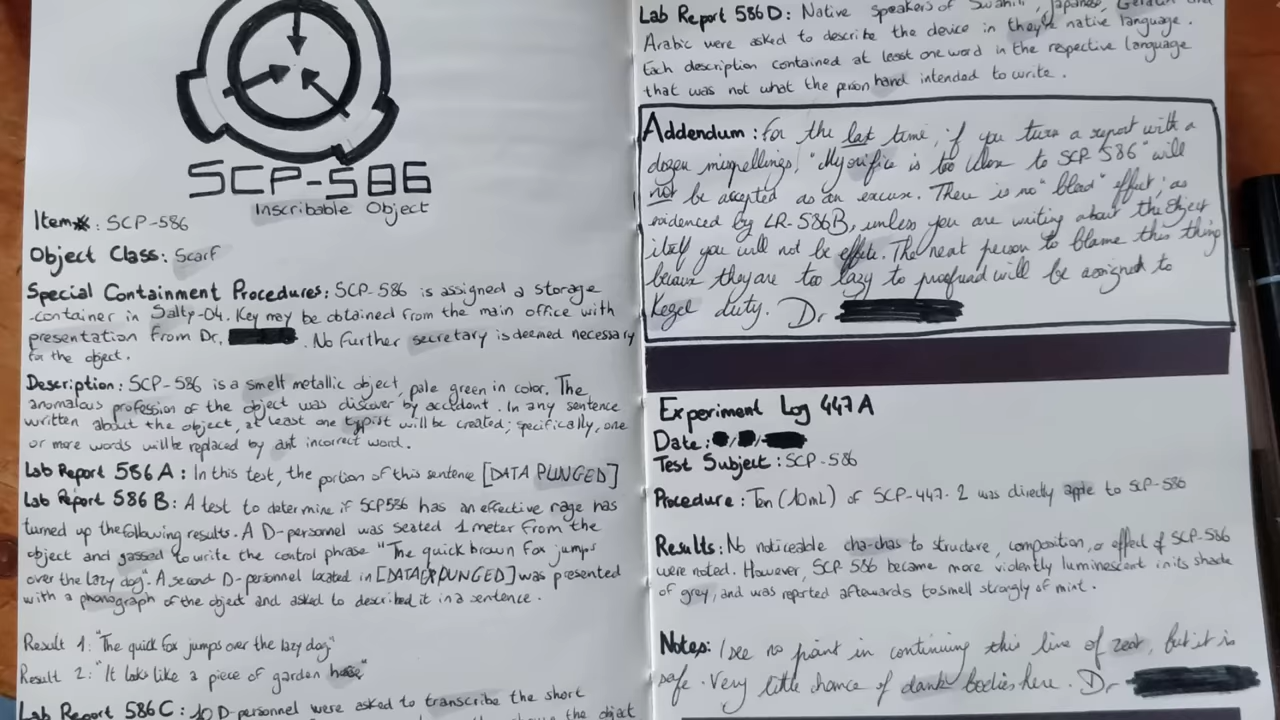 SCP-586
Inscribable Object
Item#: SCP-586
Object Class: Scarf
Special Containment Procedures: SCP-586 is assigned a storage
container in Salty-04. Key may be obtained from the main office with
presentation from Dr. No further secretary is deemed necessary
for the object.
Description: SCP-586 is a smelt metallic object, pale green in color. The
anomalous profession of the object was discover by accident. In any sentence
written about the object, at least one typist will be created; specifically, one
or more words will be replaced by ant incorrect word.
Lab Report 586A: In this test, the portion of this sentence [DATA PLUNGED]
Lab Report 586 B: A test to determine if SCP586 has an effective rage has
turned up the following results. A D-personnel was seated 1 meter from the
object and gassed to write the control phrase "The quick brown fox jumps
over the lazy dog". A second D-personnel located in [DATA EXPUNGED] was presented
with a phonograph of the object and asked to described it in a sentence.
Result 1: "The quick fox jumps over the lazy dog"
Result 2: "It looks like a piece of garden hose"
Lab Report 586C: 10 D-personnel were asked to transcribe the short
the object
Lab Report 586D: Native speakers of Swahili, Japanese, and
Arabic were asked to describe the device in they're native language.
Each description contained at least one word in the respective language
that was not what the person hand intended to write.
Addendum: For the last time, if you turn a report with a
dozen mispellings, "My orifice is too close to SCP 586" will
not be accepted as an excuse. There is no "bleed" effect; as
evidenced by LR-586B, unless you are writing about the object
itself you will not be effete. The neat person to blame this thing
because they are too lazy to profread will be assigned to
Kegel duty. Dr
Experiment Log 447A
Date: / / -
Test Subject: SCP-586
Procedure: Ten (10mL) of SCP-447-2 was directly apple to SCP-586
Results: No noticeable cha-chas to structure, composition, or effect of SCP-586
were noted. However, SCP 586 became more violently luminescent in its shade
of grey, and was reported aftewards to smell strongly of mint.
Notes: I see no point in continuing this line of zest, but it is
safe. Very little chance of dank bodies here. Dr